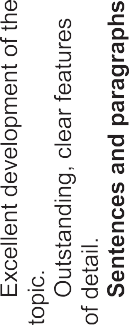 Excellent development of the
topic.
Outstanding, clear features
of detail.
Sentences and paragraphs